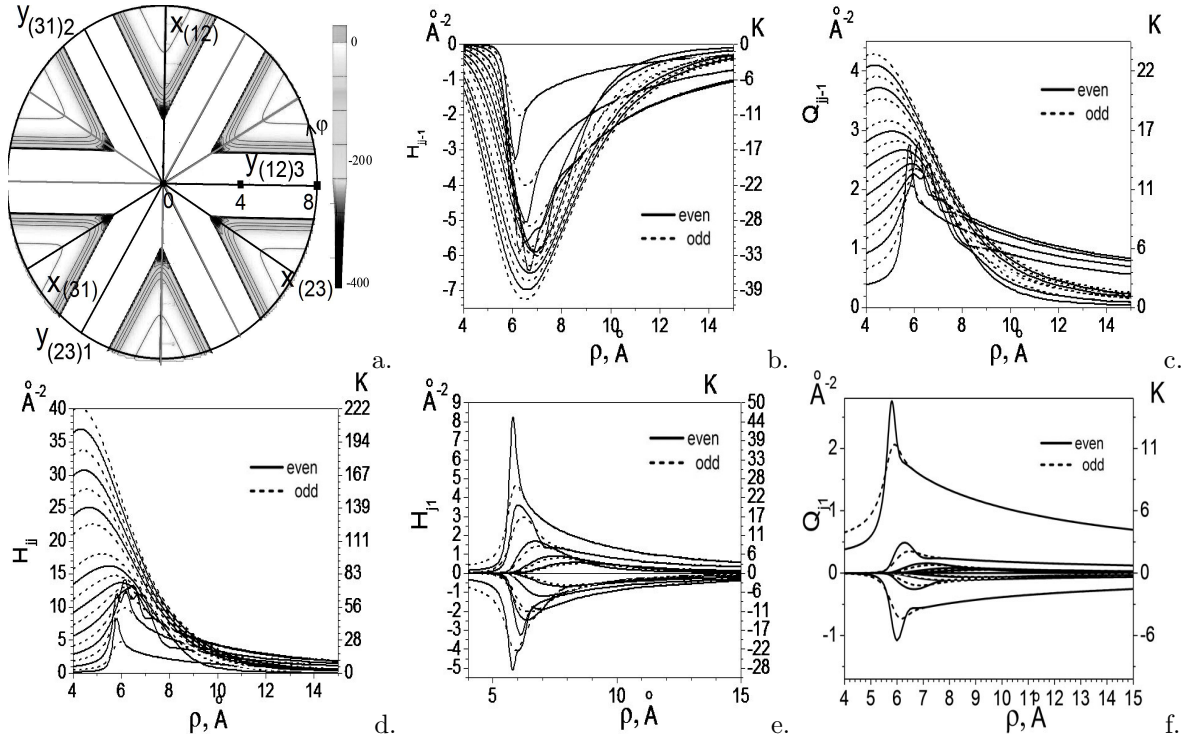 y(31)2
x(12)
0
-200
-400
φ
y(12)3
0
4
8
x(31)
x(23)
y(23)1
a.
Å-2
K
0
-1
-2
-3
-4
-5
-6
-7
Hjj-1
0
-6
-11
-17
-22
-28
-33
-39
even
odd
4
6
8
10
12
14
ρ, Å
b.
Å-2
K
4
3
2
1
0
Qjj-1
22
17
11
6
0
even
odd
4
6
8
10
12
14
ρ, Å
c.
Å-2
K
40
35
30
25
20
15
10
5
0
Hjj
222
194
167
139
111
83
56
28
0
even
odd
4
6
8
10
12
14
ρ, Å
d.
Å-2
K
9
8
7
6
5
4
3
2
1
0
-1
-2
-3
-4
-5
Hj1
50
44
39
33
28
22
17
11
6
0
-6
-11
-17
-22
-28
even
odd
5
10
15
ρ, Å
e.
Å-2
K
2
1
0
-1
Qj1
11
6
0
-6
even
odd
4
5
6
7
8
9
10
11
12
13
14
15
ρ, Å
f.